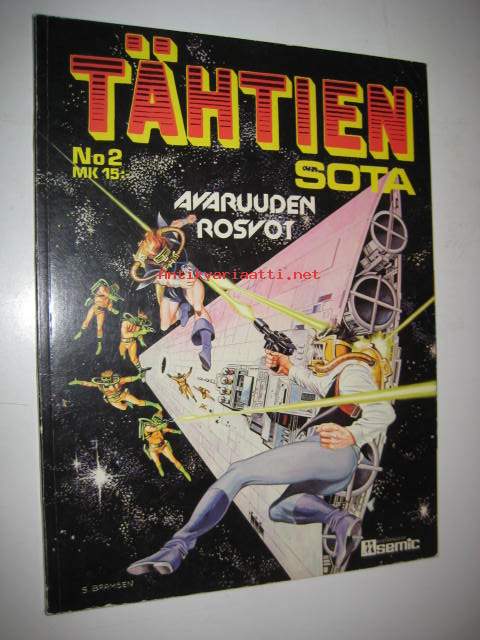 TÄHTIEN
SOTA
No 2
MK 15:-
AVARUUDEN
ROSVOT
Antikvariaatti.net
semic
S. BRAMSEN